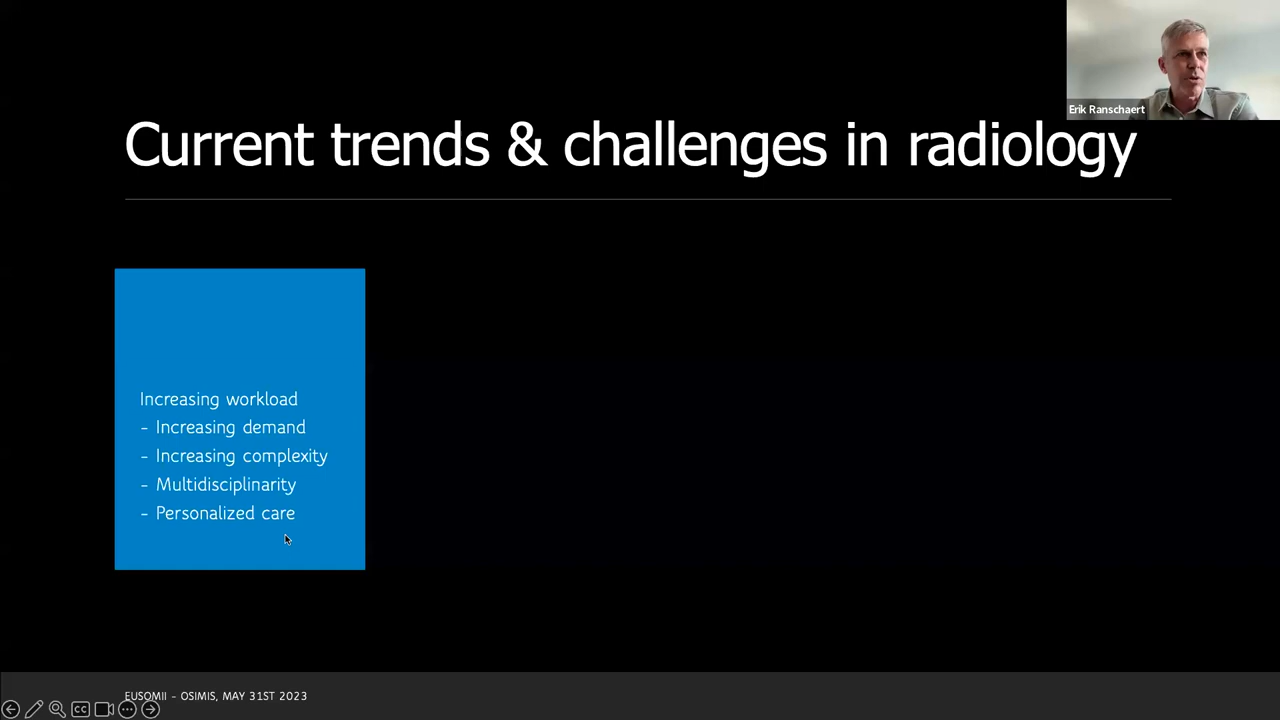 Erik Ranschaert
Current trends & challenges in radiology
Increasing workload
- Increasing demand
- Increasing complexity
- Multidisciplinarity
- Personalized care
EUSOMII - OSIMIS, MAY 31ST 2023
CC